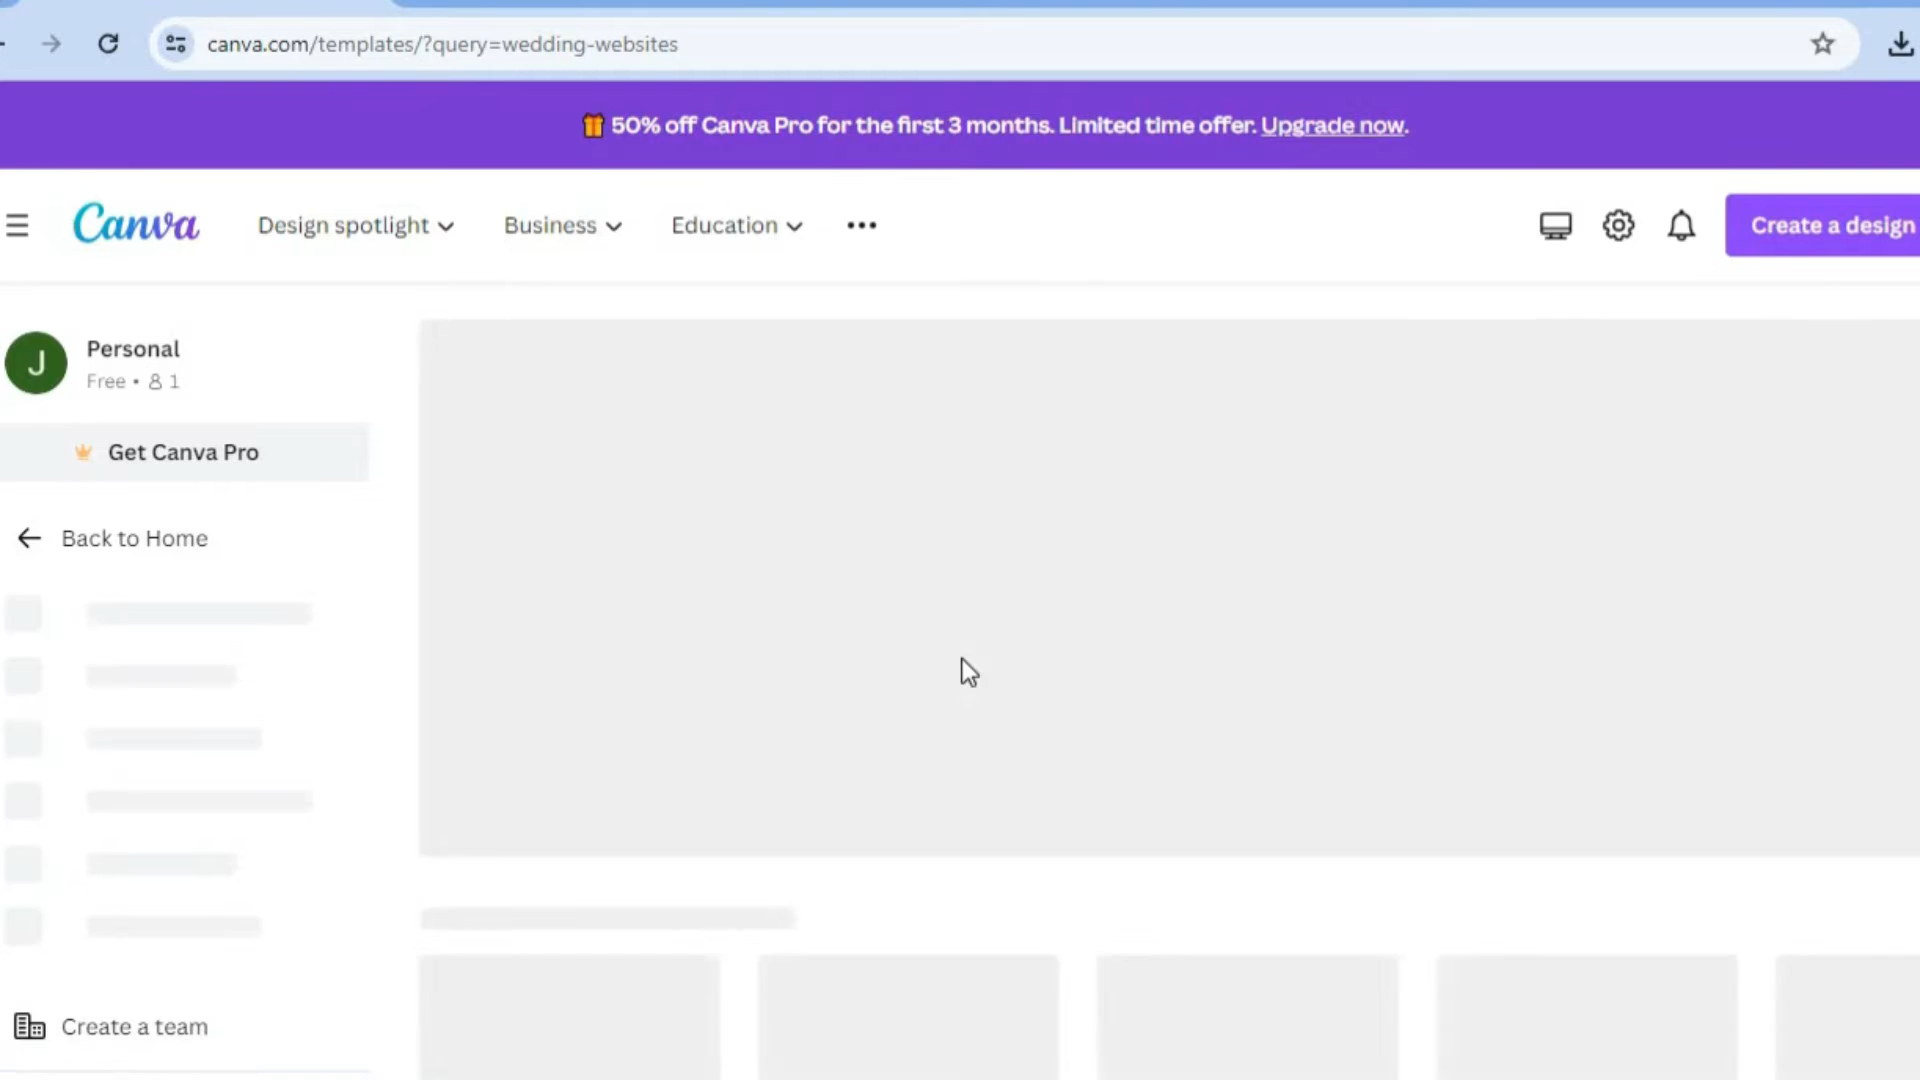 canva.com/templates/?query=wedding-websites
50% off Canva Pro for the first 3 months. Limited time offer. Upgrade now.
Canva
Design spotlight
Business
Education
Create a design
J
Personal
Free • 1
Get Canva Pro
Back to Home
Create a team